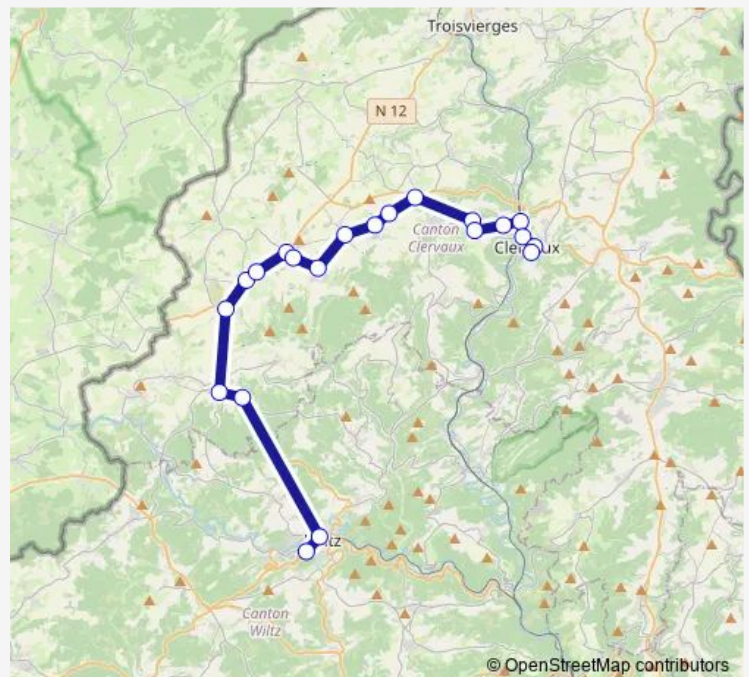 Troisvierges
N 12
Canton
Clervaux
Canton
Wiltz
© OpenStreetMap contributors